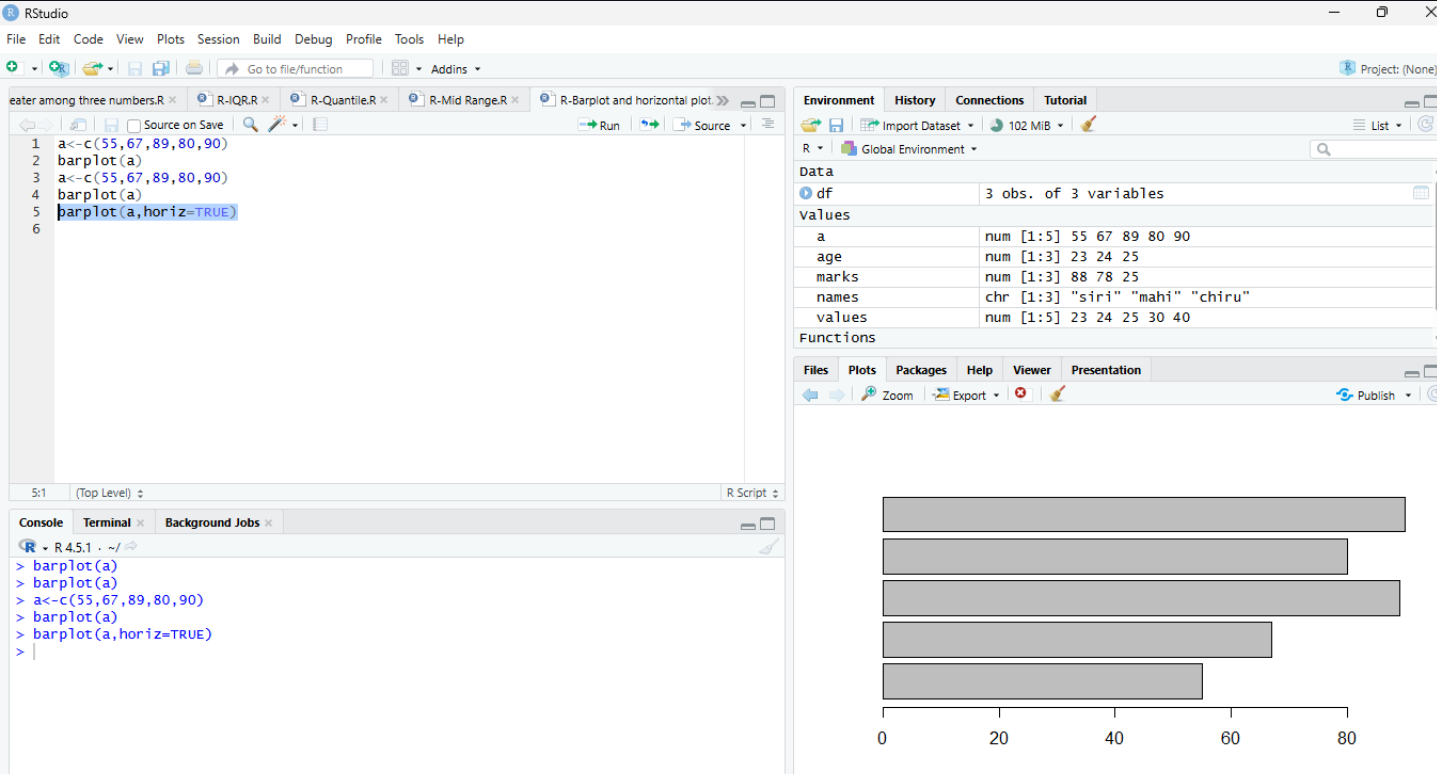 RStudio
File Edit Code View Plots Session Build Debug Profile Tools Help
Go to file/function Addins
Project: (None)
eater among three numbers.R R-IQR.R R-Quantile.R R-Mid Range.R R-Barplot and horizontal plot.
Source on Save Run Source
1 a<-c(55,67,89,80,90)
2 barplot(a)
3 a<-c(55,67,89,80,90)
4 barplot(a)
5 barplot(a,horiz=TRUE)
6
5:1 (Top Level) R Script
Console Terminal Background Jobs
R 4.5.1 · ~/
> barplot(a)
> barplot(a)
> a<-c(55,67,89,80,90)
> barplot(a)
> barplot(a,horiz=TRUE)
>
Environment History Connections Tutorial
Import Dataset 102 MiB List
R Global Environment
Data
df 3 obs. of 3 variables
Values
a num [1:5] 55 67 89 80 90
age num [1:3] 23 24 25
marks num [1:3] 88 78 25
names chr [1:3] "siri" "mahi" "chiru"
values num [1:5] 23 24 25 30 40
Functions
Files Plots Packages Help Viewer Presentation
Zoom Export Publish
0 20 40 60 80